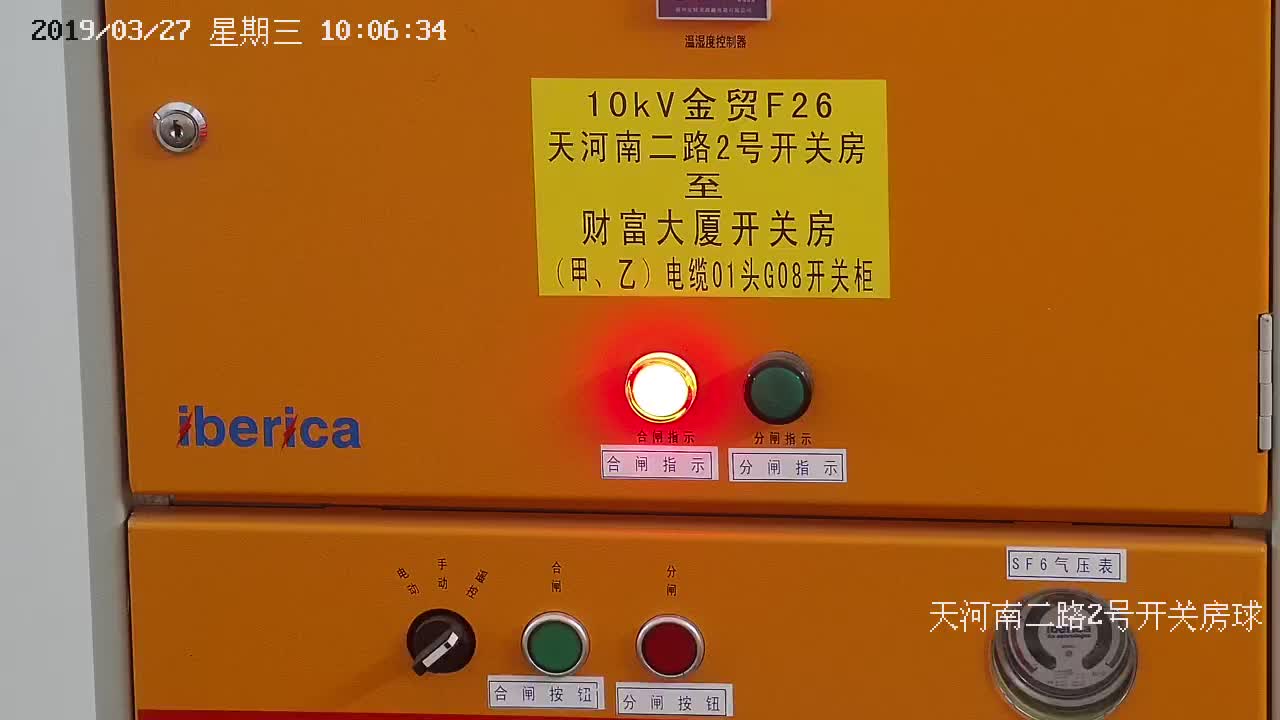 2019/03/27 星期三 10:06:34
温湿度控制器
10kV金贸F26
天河南二路2号开关房
至
财富大厦开关房
（甲、乙）电缆01头G08开关柜
iberica
合闸指示
分闸指示
合 闸 指 示
分 闸 指 示
SF6气压表
电动
手动
远程
合闸
分闸
天河南二路2号开关房球
iberica
合 闸 按 钮
分 闸 按 钮